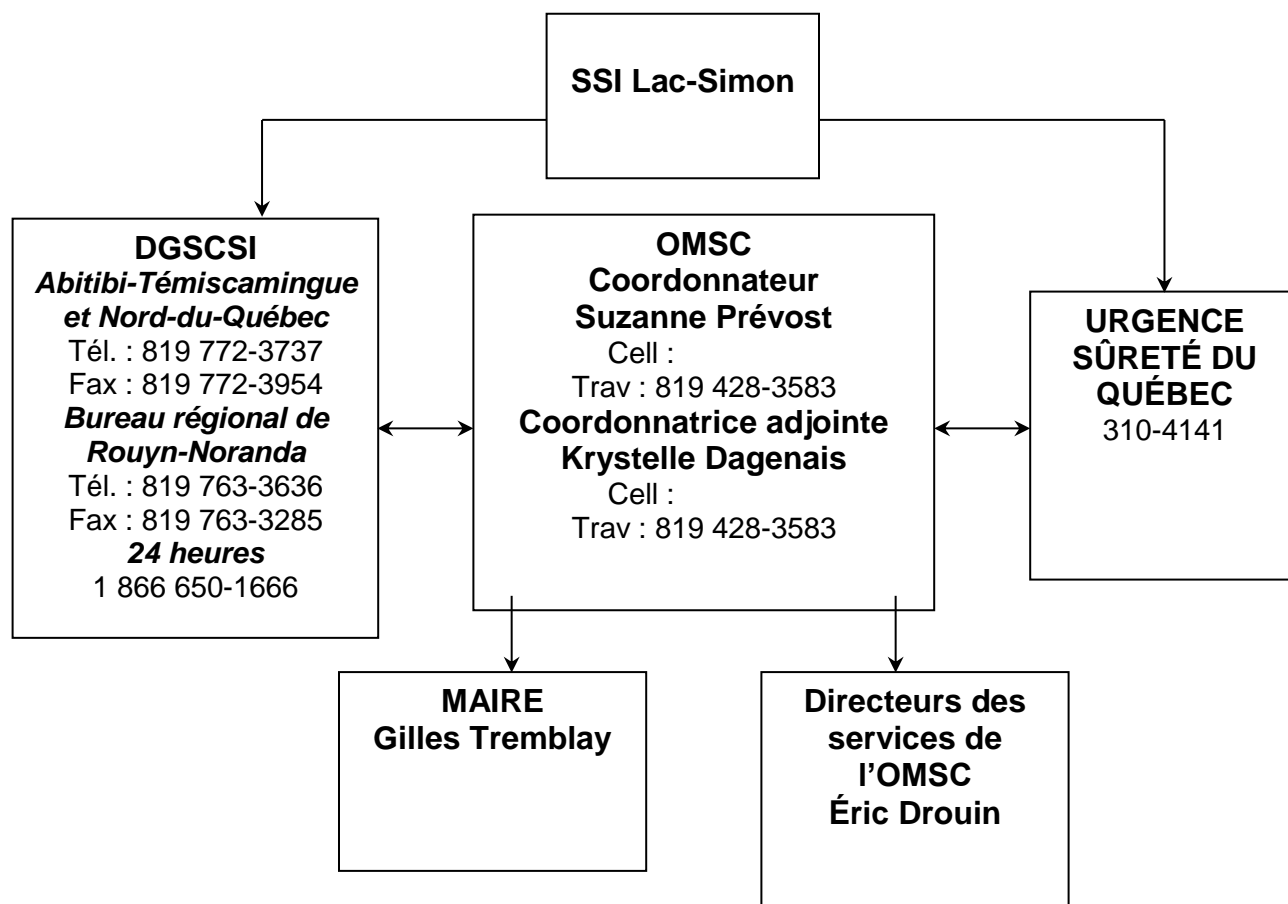 SSI Lac-Simon
DGSCSI
Abitibi-Témiscamingue
et Nord-du-Québec
Tél. : 819 772-3737
Fax : 819 772-3954
Bureau régional de
Rouyn-Noranda
Tél. : 819 763-3636
Fax : 819 763-3285
24 heures
1 866 650-1666
OMSC
Coordonnateur
Suzanne Prévost
Cell :
Trav : 819 428-3583
Coordonnatrice adjointe
Krystelle Dagenais
Cell :
Trav : 819 428-3583
URGENCE
SÛRETÉ DU
QUÉBEC
310-4141
MAIRE
Gilles Tremblay
Directeurs des
services de
l’OMSC
Éric Drouin